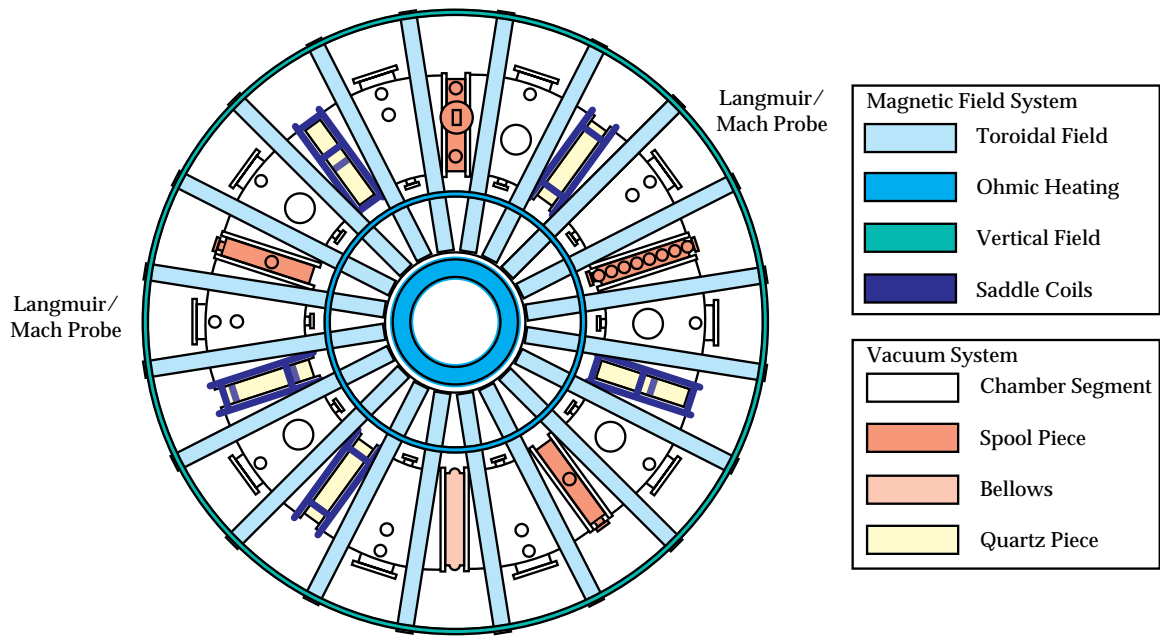 Langmuir/
Mach Probe
Langmuir/
Mach Probe
Magnetic Field System
Toroidal Field
Ohmic Heating
Vertical Field
Saddle Coils
Vacuum System
Chamber Segment
Spool Piece
Bellows
Quartz Piece